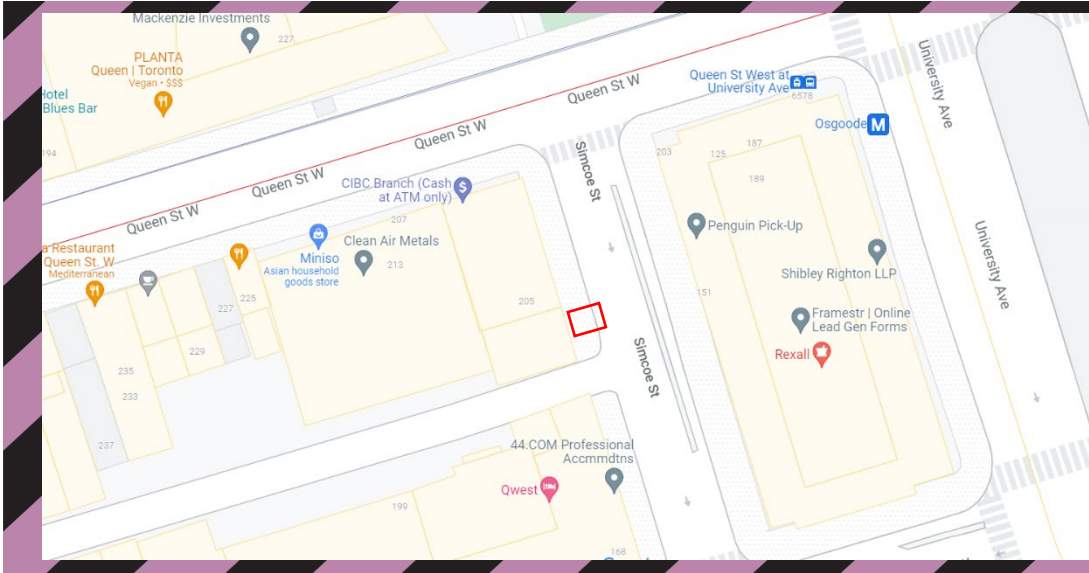 Mackenzie Investments
227
PLANTA
Queen | Toronto
Vegan • $$$
Hotel
Blues Bar
194
Queen St W
Queen St W
Queen St W
Queen St W
Queen St West at
University Ave
6578
Osgoode M
University Ave
Simcoe St
203
125
187
189
CIBC Branch (Cash
at ATM only) $
207
Miniso
Asian household
goods store
Clean Air Metals
213
a Restaurant
Queen St. W
Mediterranean
225
227
229
235
233
237
205
Penguin Pick-Up
Shibley Righton LLP
151
Framestr | Online
Lead Gen Forms
Rexall
University Ave
Simcoe St
44.COM Professional
Accmmdtns
Qwest
199
168